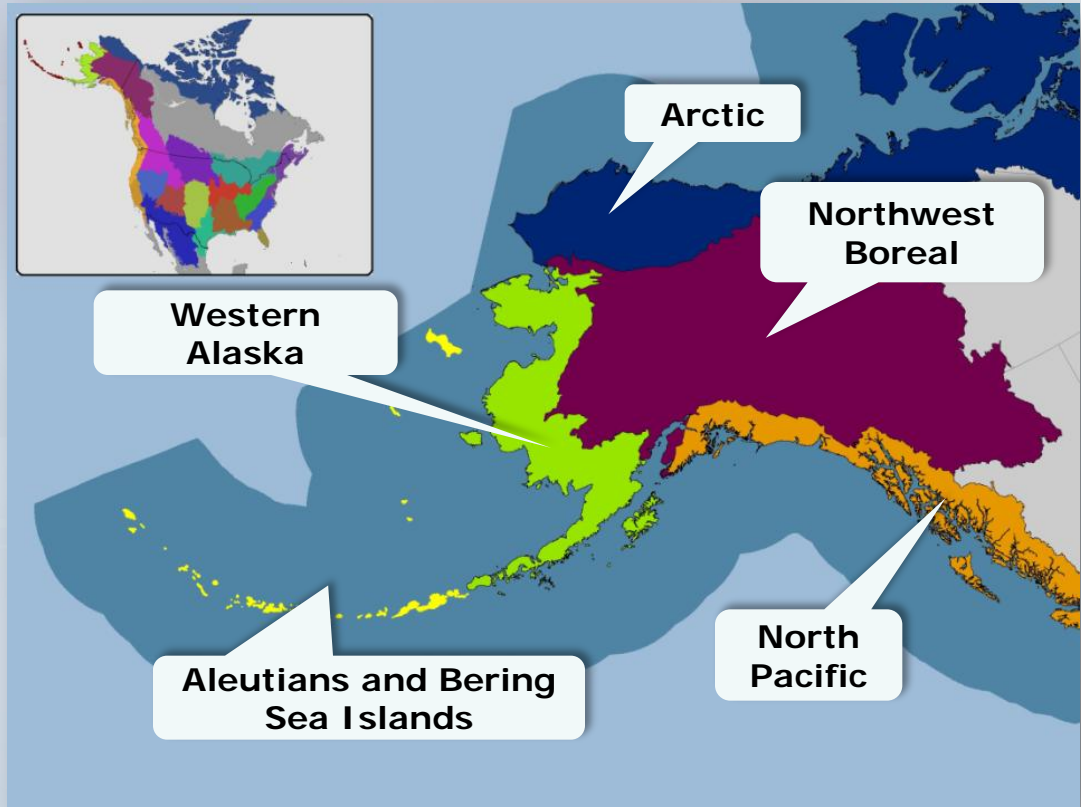 Arctic
Northwest
Boreal
Western
Alaska
North
Pacific
Aleutians and Bering
Sea Islands